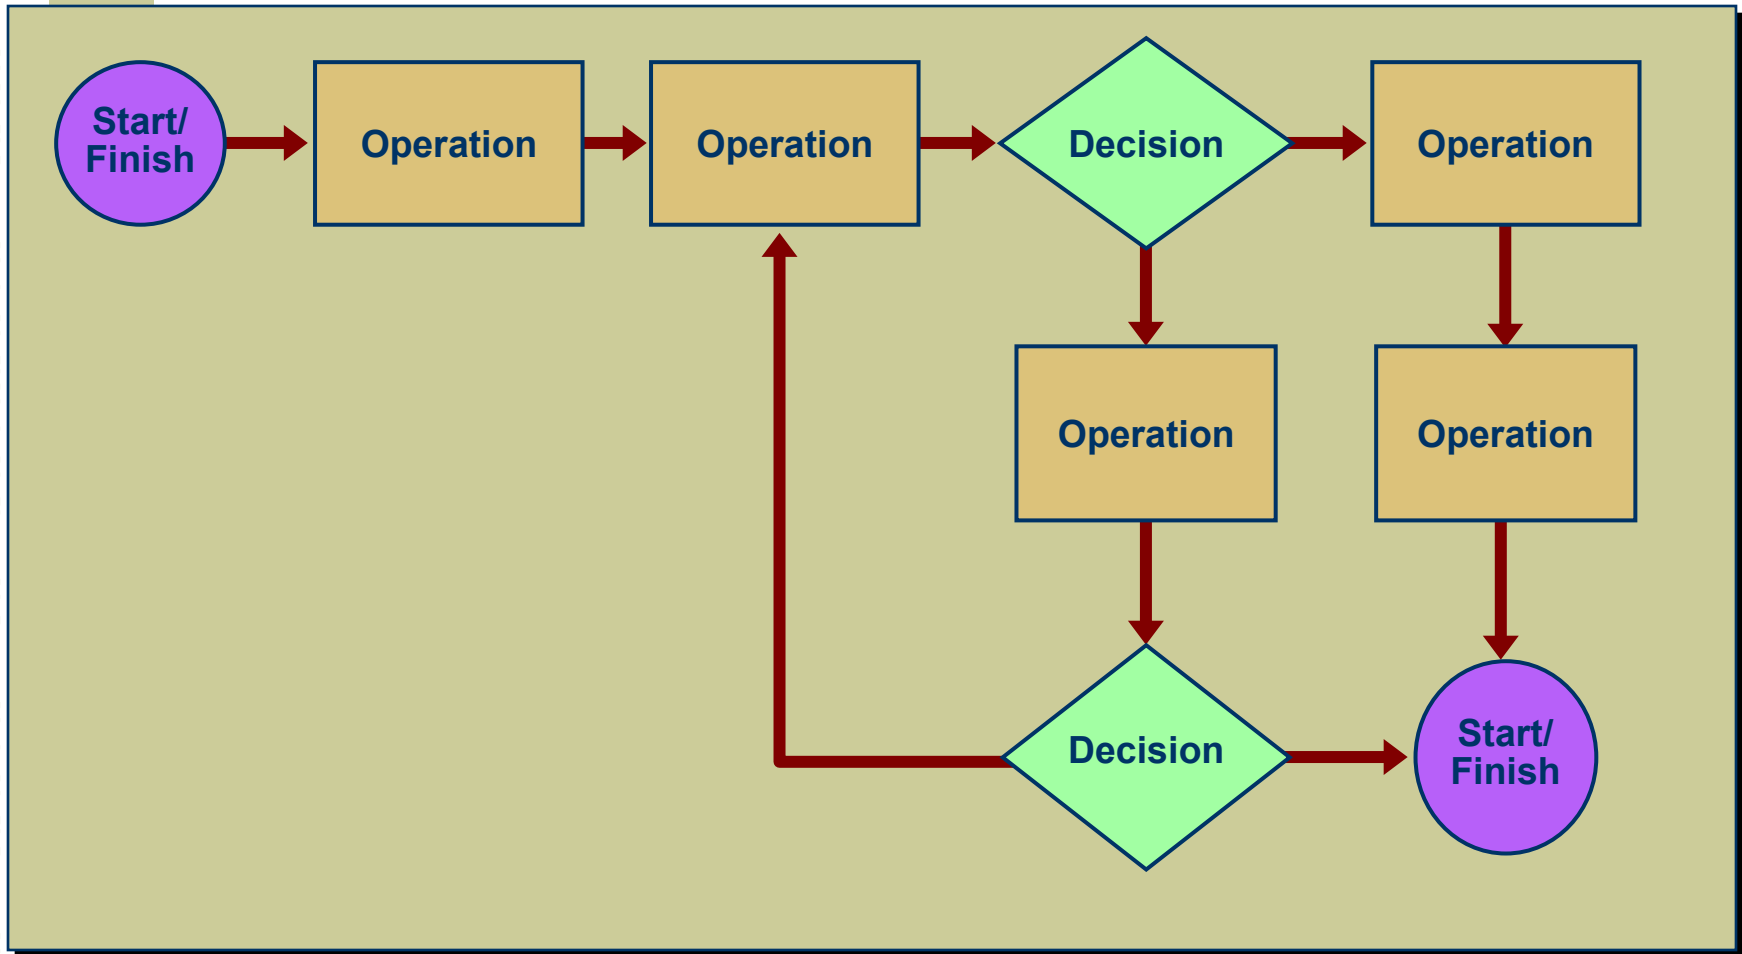 Start/
Finish
Operation
Operation
Decision
Operation
Operation
Operation
Decision
Start/
Finish